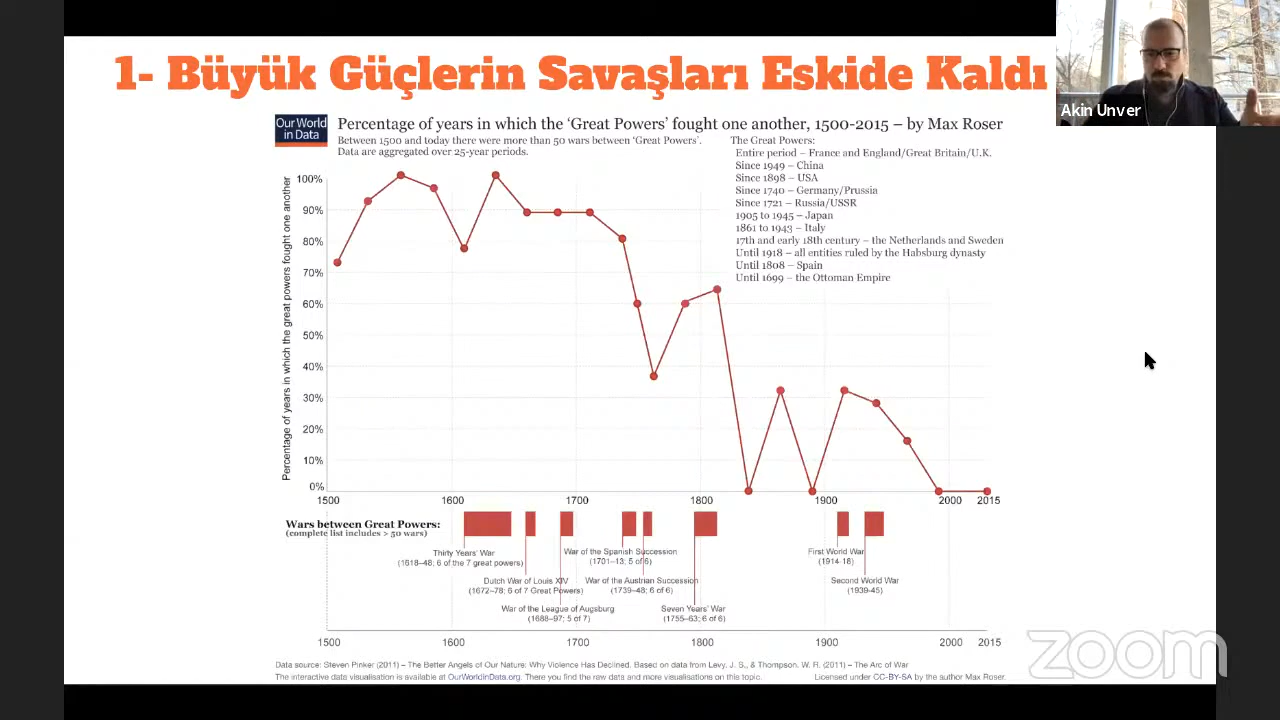 1- Büyük Güçlerin Savaşları Eskide Kaldı
Akin Unver
Our World
in Data
Percentage of years in which the ‘Great Powers’ fought one another, 1500-2015 – by Max Roser
Between 1500 and today there were more than 50 wars between ‘Great Powers’.
Data are aggregated over 25-year periods.
The Great Powers:
Entire period – France and England/Great Britain/U.K.
Since 1949 – China
Since 1898 – USA
Since 1740 – Germany/Prussia
Since 1721 – Russia/USSR
1905 to 1945 – Japan
1861 to 1943 – Italy
17th and early 18th century – the Netherlands and Sweden
Until 1918 – all entities ruled by the Habsburg dynasty
Until 1808 – Spain
Until 1699 – the Ottoman Empire
Percentage of years in which the great powers fought one another
100%
90%
80%
70%
60%
50%
40%
30%
20%
10%
0%
1500 1600 1700 1800 1900 2000 2015
Wars between Great Powers:
(complete list includes > 50 wars)
Thirty Years' War
(1618–48; 6 of the 7 great powers)
Dutch War of Louis XIV
(1672–78; 6 of 7 Great Powers)
War of the League of Augsburg
(1688–97; 5 of 7)
War of the Spanish Succession
(1701–13; 5 of 6)
War of the Austrian Succession
(1739–48; 6 of 6)
Seven Years' War
(1755–63; 6 of 6)
First World War
(1914-18)
Second World War
(1939-45)
1500 1600 1700 1800 1900 2000 2015
Data source: Steven Pinker (2011) – The Better Angels of Our Nature: Why Violence Has Declined. Based on data from Levy. J. S., & Thompson. W. R. (2011) – The Arc of War
The interactive data visualisation is available at OurWorldinData.org. There you find the raw data and more visualisations on this topic.
Licensed under CC-BY-SA by the author Max Roser.
zoom